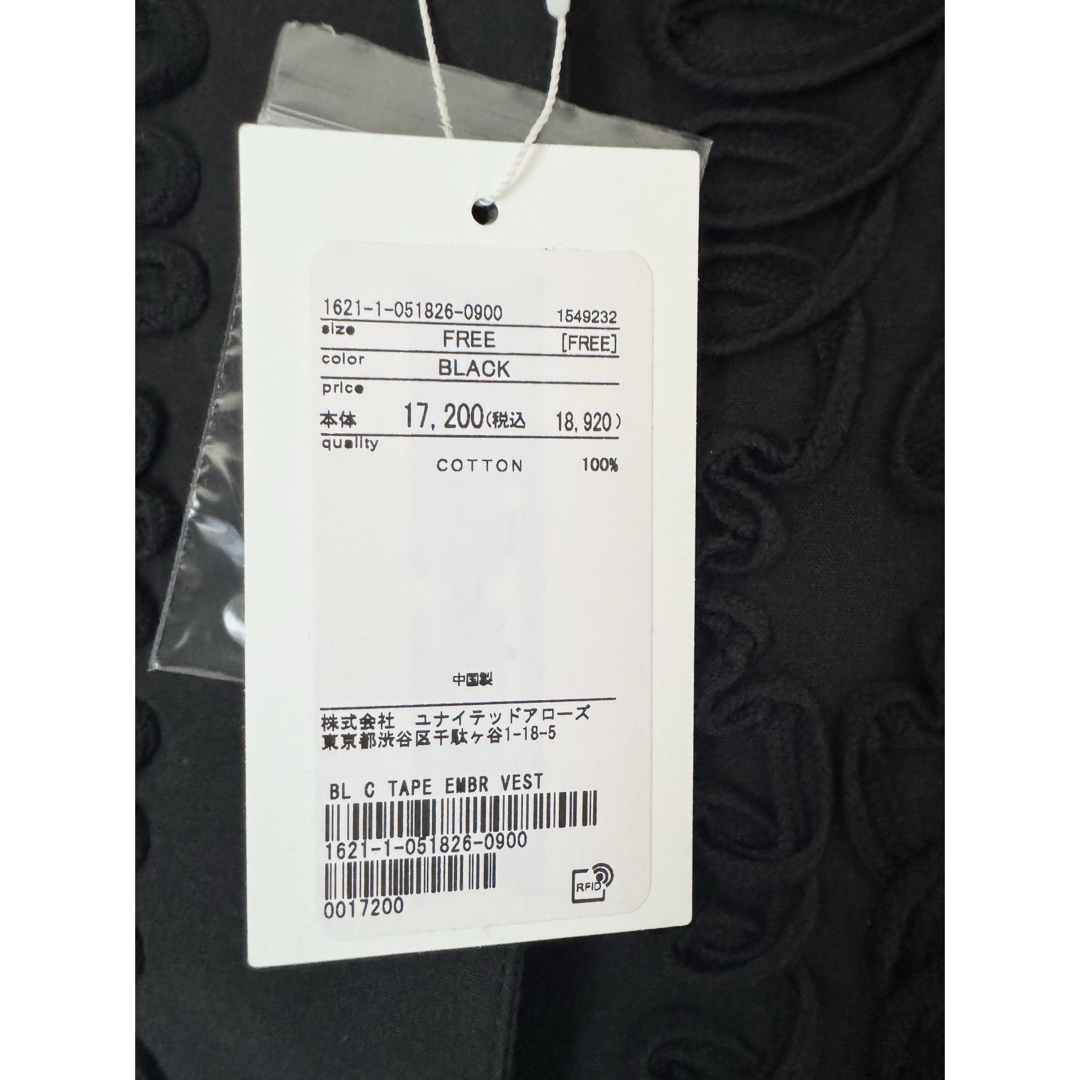 1621-1-051826-0900 1549232
size FREE [FREE]
color BLACK
price
本体 17,200(税込 18,920)
quality
COTTON 100%
中国製
株式会社 ユナイテッドアローズ
東京都渋谷区千駄ヶ谷1-18-5
BL C TAPE EMBR VEST
1621-1-051826-0900
RFID
0017200